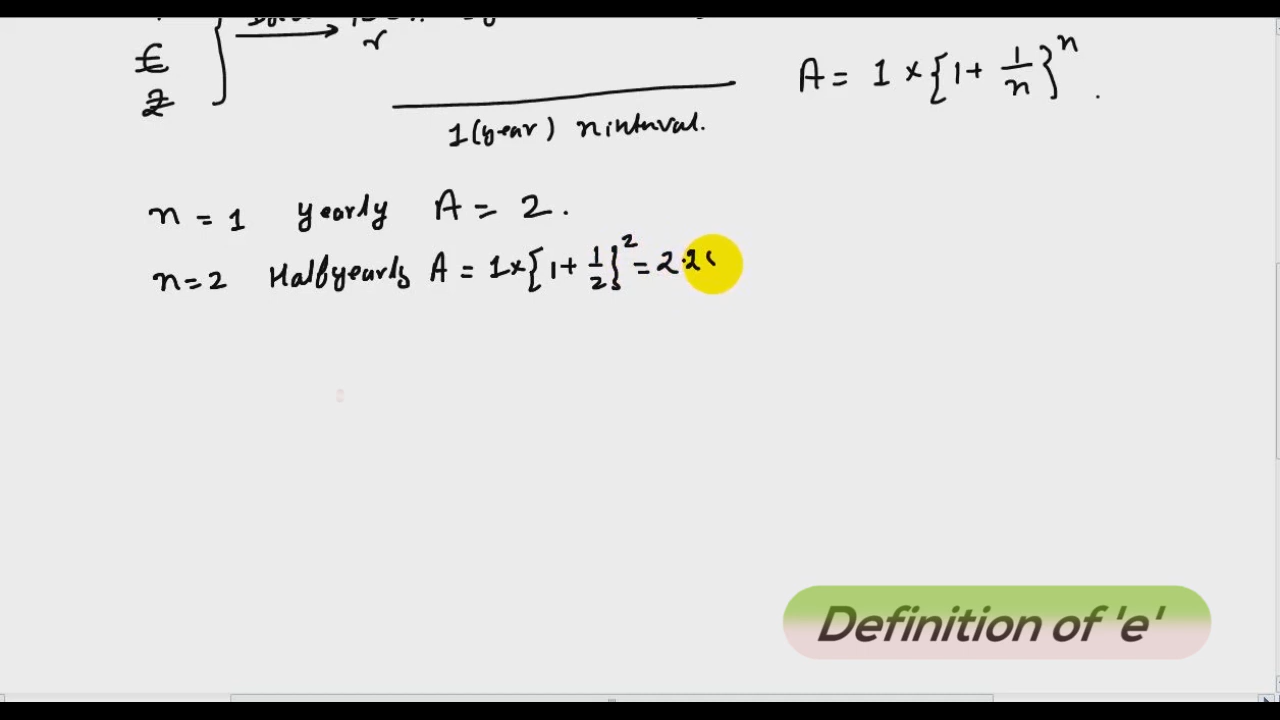 €
r
A = 1 × {1 + 1/n}^n .
Z
1 (year) n interval.
n = 1 yearly A = 2 .
n = 2 Halfyearly A = 1 × {1 + 1/2}^2 = 2.2
Definition of 'e'